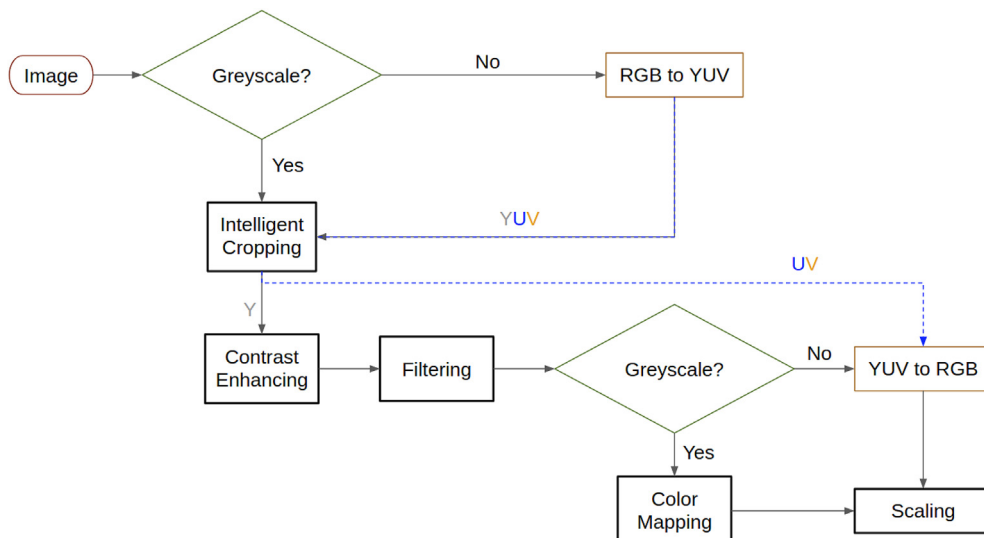 Image
Greyscale?
No
RGB to YUV
Yes
Intelligent
Cropping
YUV
UV
Y
Contrast
Enhancing
Filtering
Greyscale?
No
YUV to RGB
Yes
Color
Mapping
Scaling